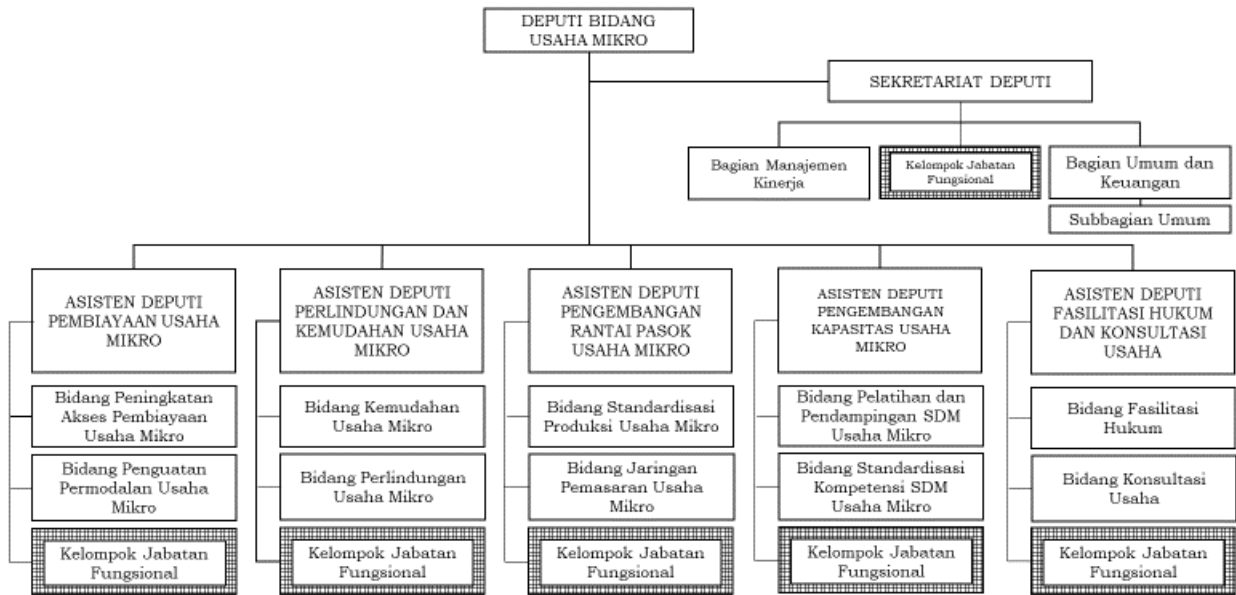 DEPUTI BIDANG
USAHA MIKRO
SEKRETARIAT DEPUTI
Bagian Manajemen
Kinerja
Kelompok Jabatan
Fungsional
Bagian Umum dan
Keuangan
Subbagian Umum
ASISTEN DEPUTI
PEMBIAYAAN USAHA
MIKRO
Bidang Peningkatan
Akses Pembiayaan
Usaha Mikro
Bidang Penguatan
Permodalan Usaha
Mikro
Kelompok Jabatan
Fungsional
ASISTEN DEPUTI
PERLINDUNGAN DAN
KEMUDAHAN USAHA
MIKRO
Bidang Kemudahan
Usaha Mikro
Bidang Perlindungan
Usaha Mikro
Kelompok Jabatan
Fungsional
ASISTEN DEPUTI
PENGEMBANGAN
RANTAI PASOK
USAHA MIKRO
Bidang Standardisasi
Produksi Usaha Mikro
Bidang Jaringan
Pemasaran Usaha
Mikro
Kelompok Jabatan
Fungsional
ASISTEN DEPUTI
PENGEMBANGAN
KAPASITAS USAHA
MIKRO
Bidang Pelatihan dan
Pendampingan SDM
Usaha Mikro
Bidang Standardisasi
Kompetensi SDM
Usaha Mikro
Kelompok Jabatan
Fungsional
ASISTEN DEPUTI
FASILITASI HUKUM
DAN KONSULTASI
USAHA
Bidang Fasilitasi
Hukum
Bidang Konsultasi
Usaha
Kelompok Jabatan
Fungsional